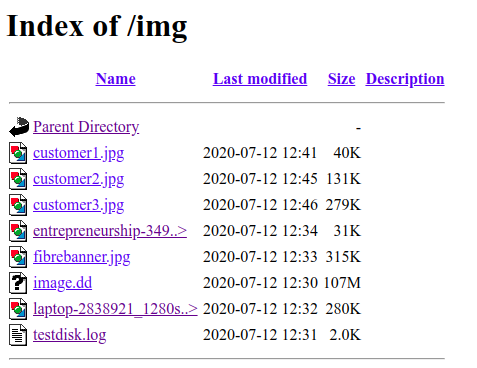 Index of /img
Name Last modified Size Description
Parent Directory -
customer1.jpg 2020-07-12 12:41 40K
customer2.jpg 2020-07-12 12:45 131K
customer3.jpg 2020-07-12 12:46 279K
entrepreneurship-349..> 2020-07-12 12:34 31K
fibrebanner.jpg 2020-07-12 12:33 315K
image.dd 2020-07-12 12:30 107M
laptop-2838921_1280s..> 2020-07-12 12:32 280K
testdisk.log 2020-07-12 12:31 2.0K